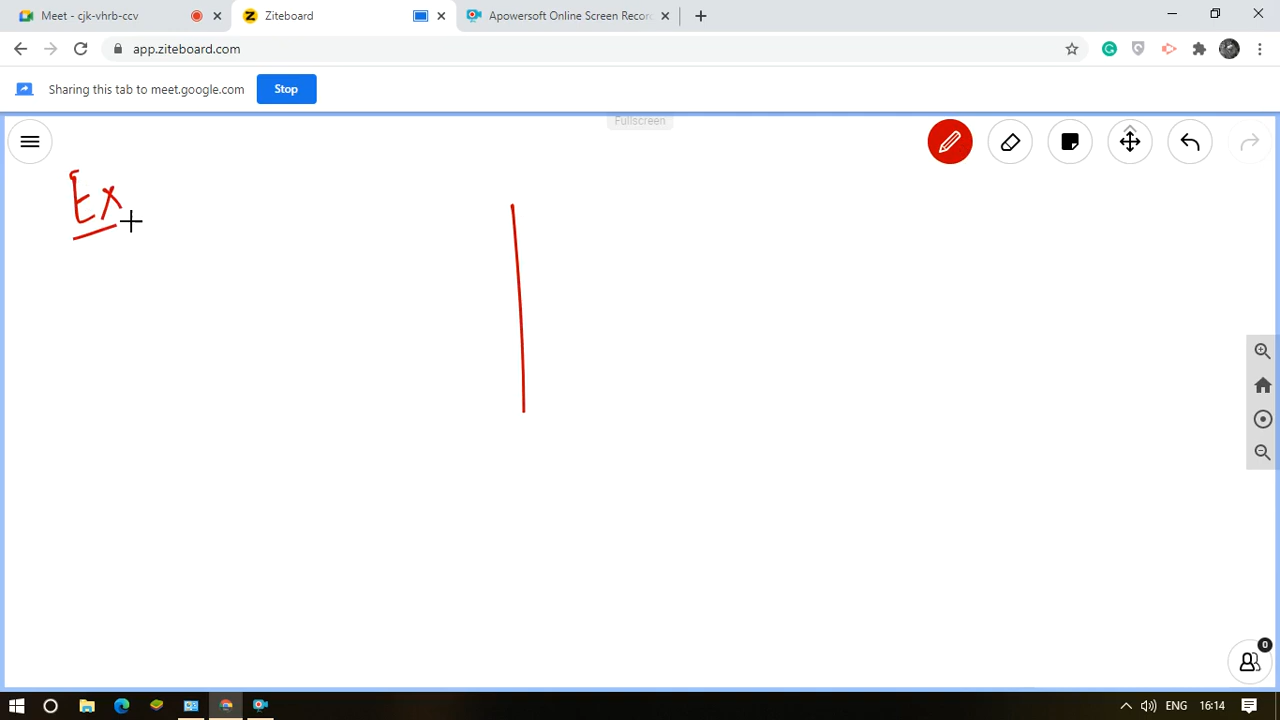 Meet - cjk-vhrb-ccv
Ziteboard
Apowersoft Online Screen Recor
app.ziteboard.com
Sharing this tab to meet.google.com
Stop
Fullscreen
Ex
0
ENG
16:14